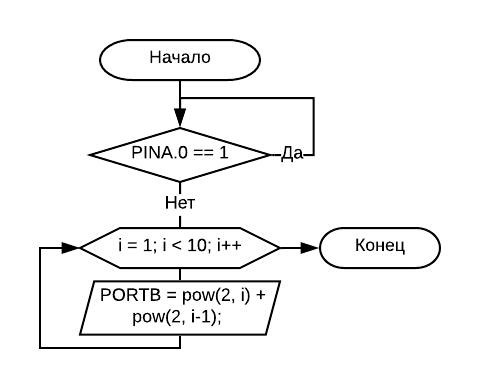 Начало
PINA.0 == 1
Да
Нет
i = 1; i < 10; i++
Конец
PORTB = pow(2, i) +
pow(2, i-1);